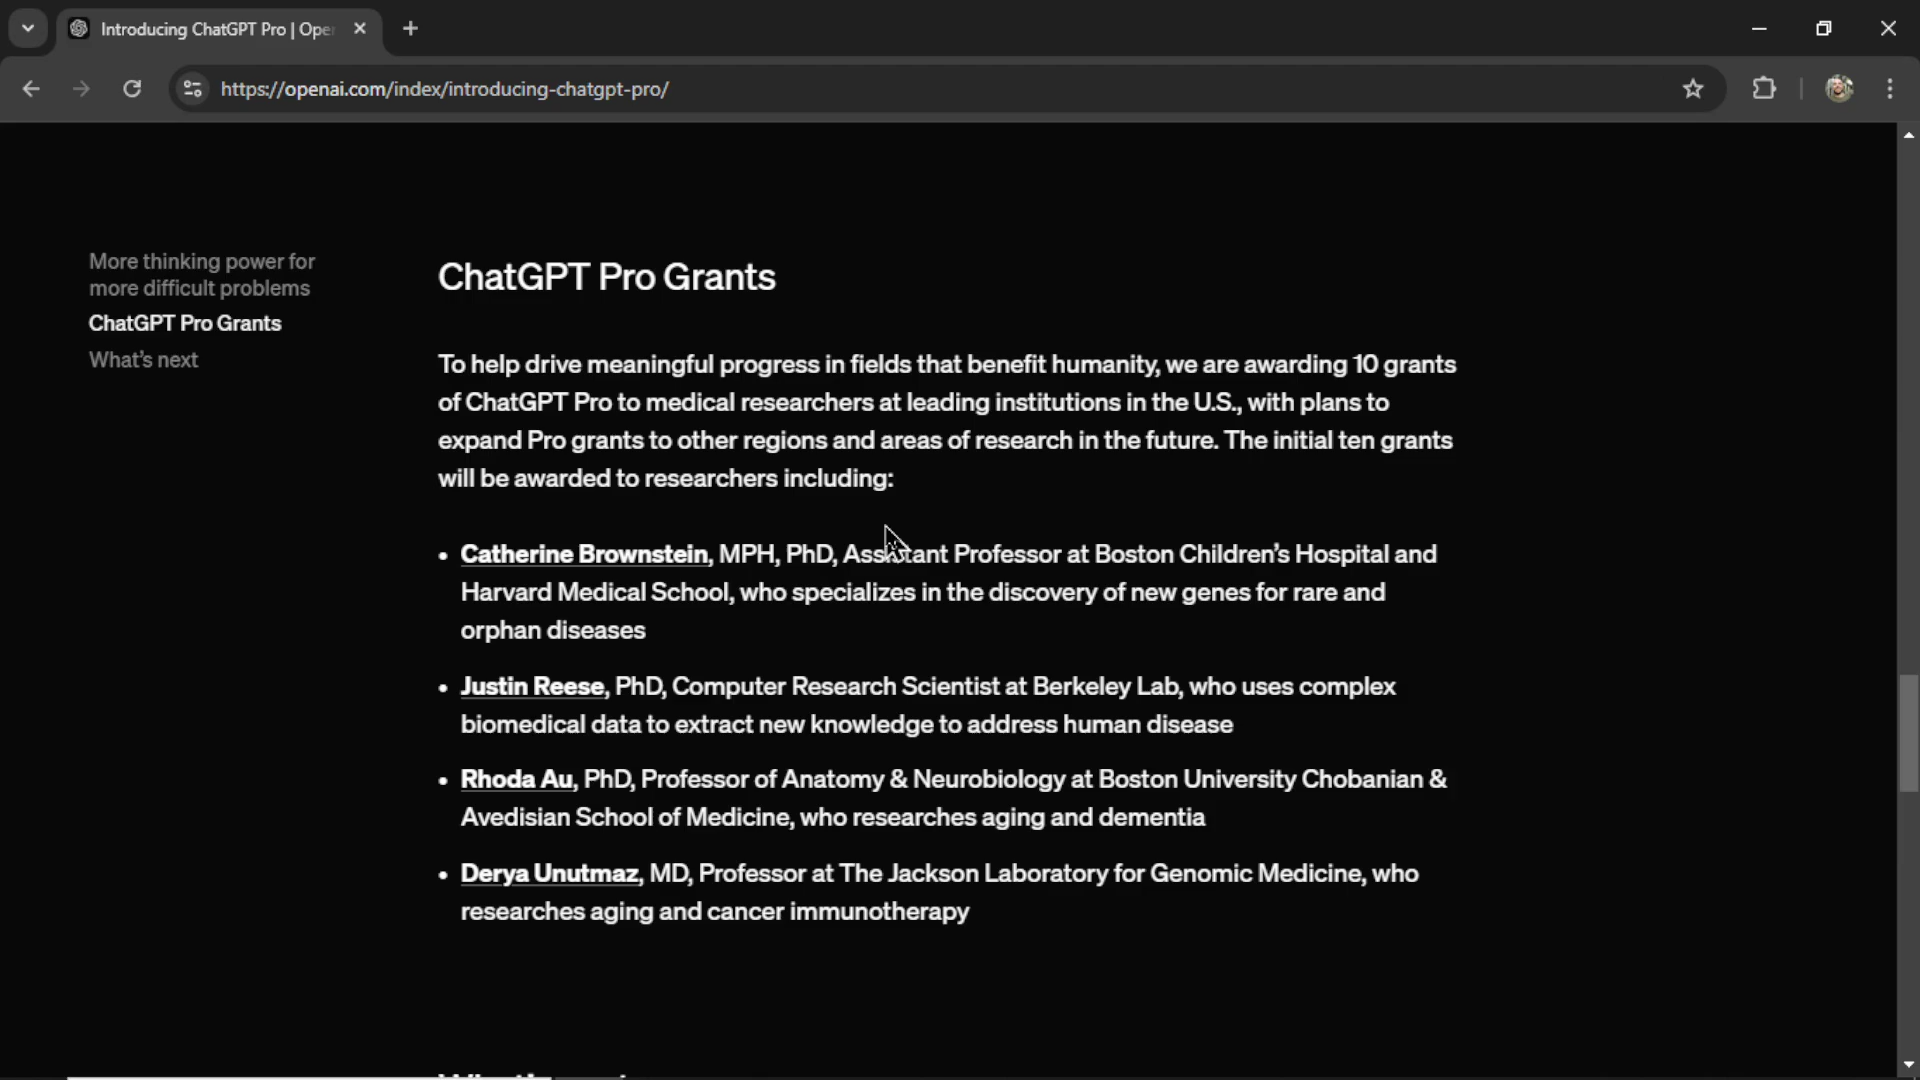 Introducing ChatGPT Pro | Ope
https://openai.com/index/introducing-chatgpt-pro/
More thinking power for
more difficult problems
ChatGPT Pro Grants
What's next
ChatGPT Pro Grants
To help drive meaningful progress in fields that benefit humanity, we are awarding 10 grants
of ChatGPT Pro to medical researchers at leading institutions in the U.S., with plans to
expand Pro grants to other regions and areas of research in the future. The initial ten grants
will be awarded to researchers including:
• Catherine Brownstein, MPH, PhD, Assistant Professor at Boston Children's Hospital and
Harvard Medical School, who specializes in the discovery of new genes for rare and
orphan diseases
• Justin Reese, PhD, Computer Research Scientist at Berkeley Lab, who uses complex
biomedical data to extract new knowledge to address human disease
• Rhoda Au, PhD, Professor of Anatomy & Neurobiology at Boston University Chobanian &
Avedisian School of Medicine, who researches aging and dementia
• Derya Unutmaz, MD, Professor at The Jackson Laboratory for Genomic Medicine, who
researches aging and cancer immunotherapy